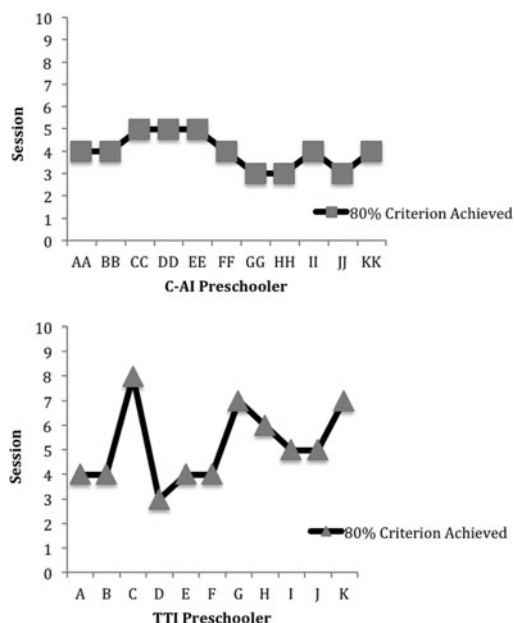 10
9
8
7
6
5
4
3
2
1
0
Session
80% Criterion Achieved
AA BB CC DD EE FF GG HH II JJ KK
C-AI Preschooler
10
9
8
7
6
5
4
3
2
1
0
Session
80% Criterion Achieved
A B C D E F G H I J K
TTI Preschooler